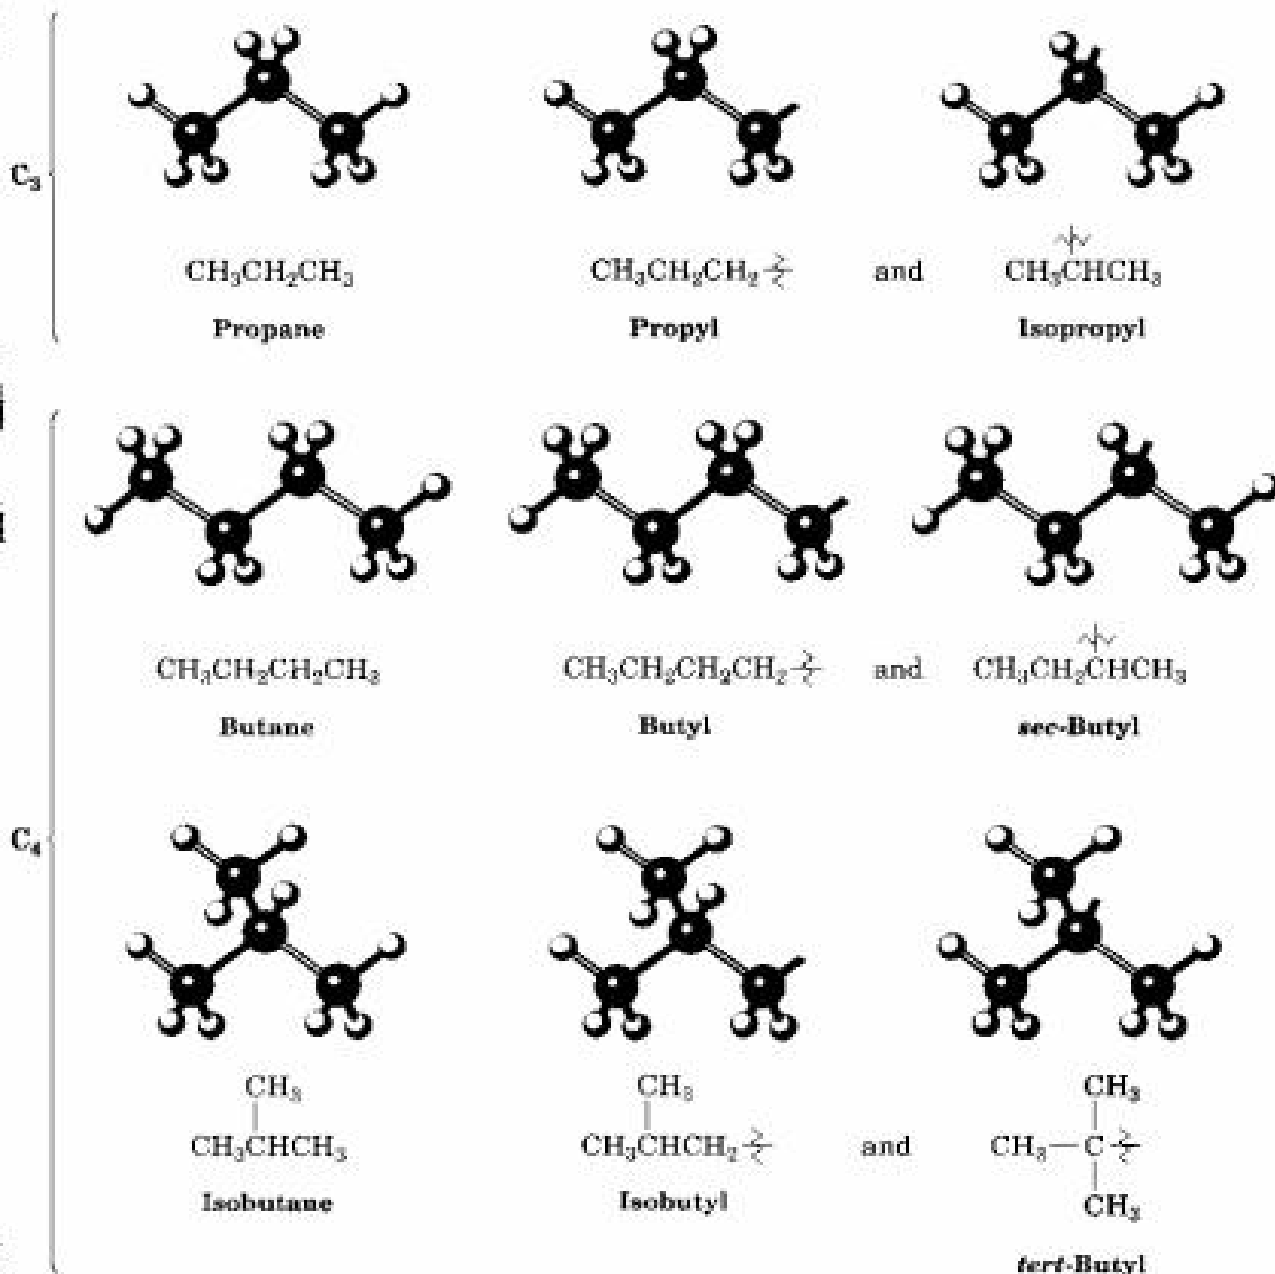 C₃
CH₃CH₂CH₃
CH₃CH₂CH₂
and
CH₃CHCH₃
Propane
Propyl
Isopropyl
CH₃CH₂CH₂CH₃
CH₃CH₂CH₂CH₂
and
CH₃CH₂CHCH₃
Butane
Butyl
sec-Butyl
C₄
CH₃
CH₃CHCH₃
Isobutane
CH₃
CH₃CHCH₂
Isobutyl
and
CH₃
CH₃—C
CH₃
tert-Butyl